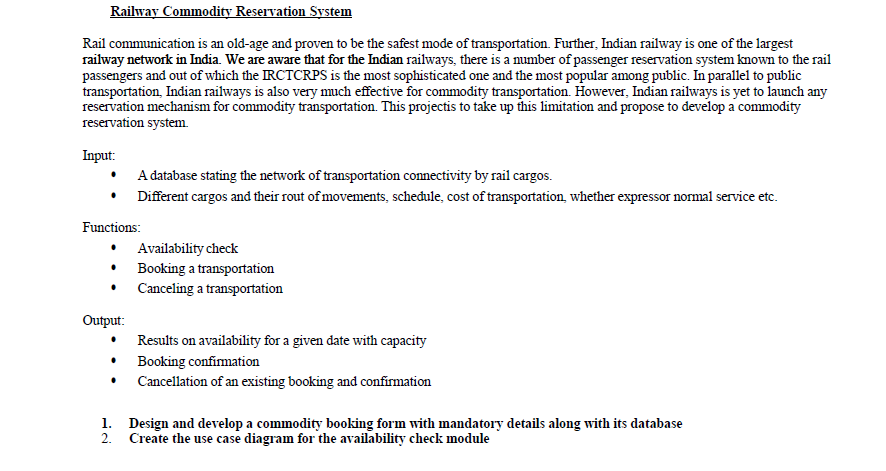 Railway Commodity Reservation System
Rail communication is an old-age and proven to be the safest mode of transportation. Further, Indian railway is one of the largest
railway network in India. We are aware that for the Indian railways, there is a number of passenger reservation system known to the rail
passengers and out of which the IRCTCRPS is the most sophisticated one and the most popular among public. In parallel to public
transportation, Indian railways is also very much effective for commodity transportation. However, Indian railways is yet to launch any
reservation mechanism for commodity transportation. This projectis to take up this limitation and propose to develop a commodity
reservation system.
Input:
• A database stating the network of transportation connectivity by rail cargos.
• Different cargos and their rout of movements, schedule, cost of transportation, whether expressor normal service etc.
Functions:
• Availability check
• Booking a transportation
• Canceling a transportation
Output:
• Results on availability for a given date with capacity
• Booking confirmation
• Cancellation of an existing booking and confirmation
1. Design and develop a commodity booking form with mandatory details along with its database
2. Create the use case diagram for the availability check module